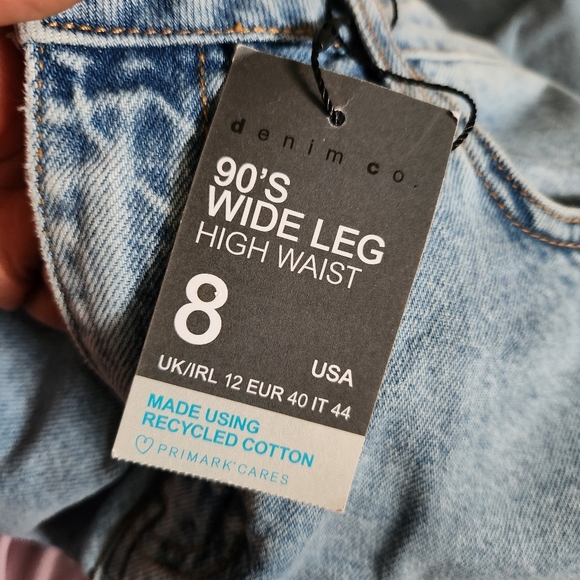 denim co.
90'S
WIDE LEG
HIGH WAIST
8
USA
UK/IRL 12 EUR 40 IT 44
MADE USING
RECYCLED COTTON
PRIMARK®CARES